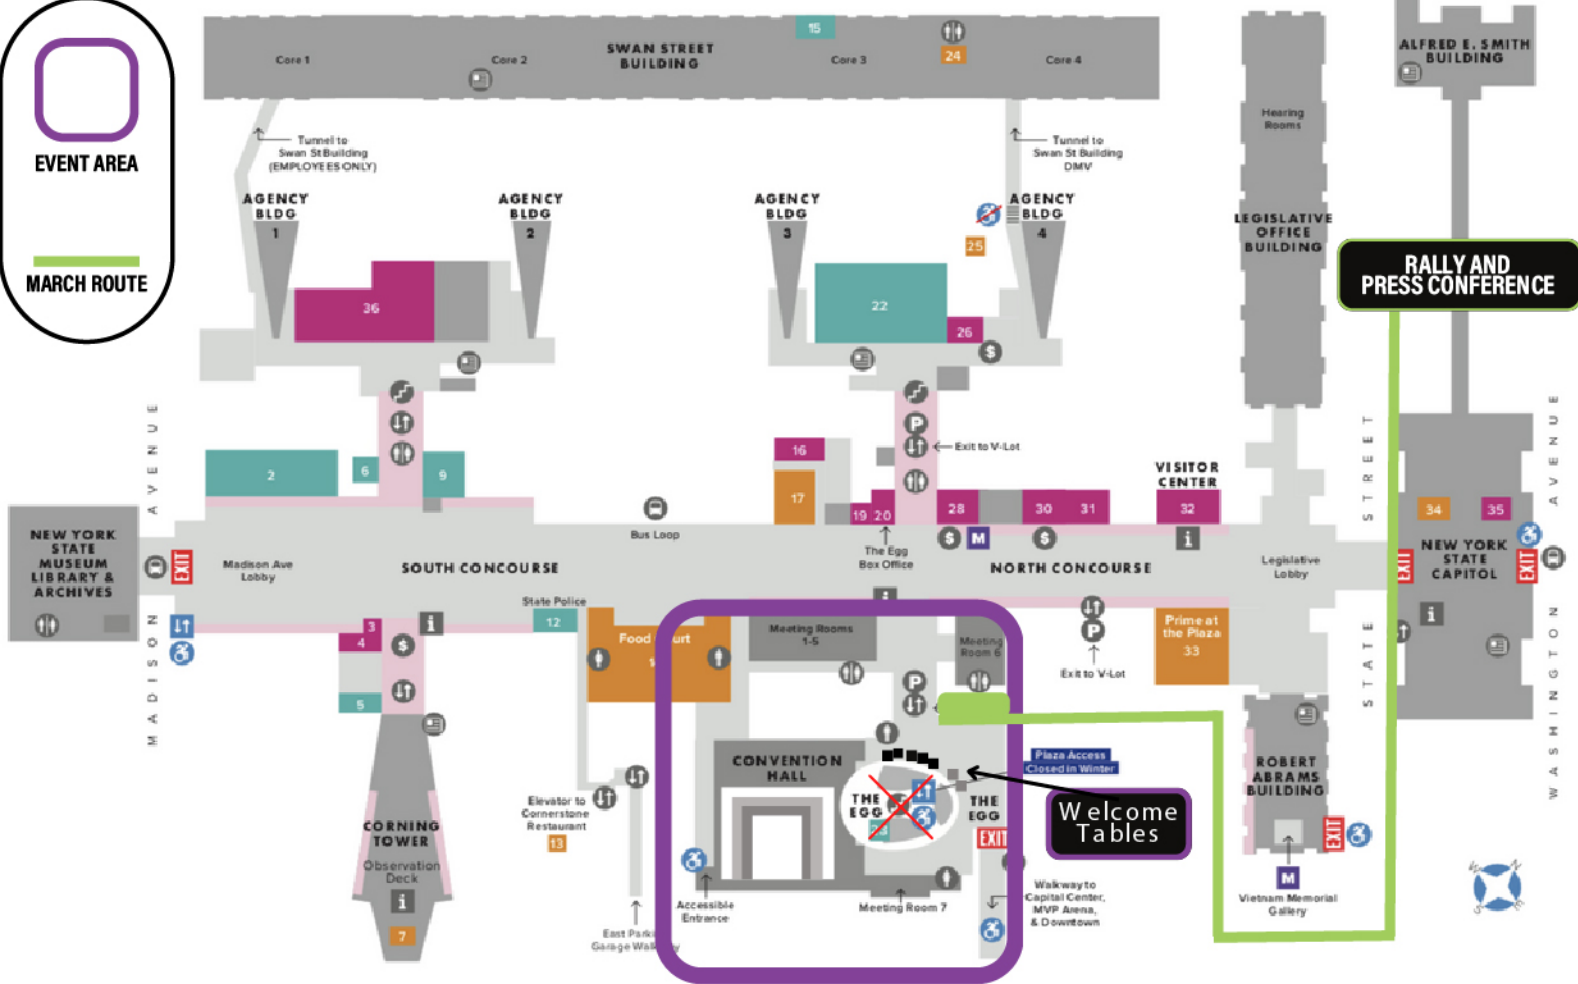 EVENT AREA
MARCH ROUTE
SWAN STREET
BUILDING
Core 1
Core 2
Core 3
Core 4
15
24
ALFRED E. SMITH
BUILDING
Hearing
Rooms
Tunnel to
Swan St Building
(EMPLOYEES ONLY)
Tunnel to
Swan St Building
DMV
AGENCY
BLDG
1
AGENCY
BLDG
2
AGENCY
BLDG
3
AGENCY
BLDG
4
25
LEGISLATIVE
OFFICE
BUILDING
RALLY AND
PRESS CONFERENCE
36
22
26
$
P
Exit to V-Lot
MADISON AVENUE
2
6
9
16
17
19
20
28
30
31
VISITOR
CENTER
32
STATE STREET
34
35
WASHINGTON AVENUE
NEW YORK
STATE
MUSEUM
LIBRARY &
ARCHIVES
EXIT
Madison Ave
Lobby
SOUTH CONCOURSE
Bus Loop
The Egg
Box Office
$
M
$
i
NORTH CONCOURSE
Legislative
Lobby
EXIT
NEW YORK
STATE
CAPITOL
EXIT
i
State Police
12
3
4
i
$
5
Food
Meeting Rooms
1-5
Meeting
Room 6
i
P
Exit to V-Lot
Prime at
the Plaza
33
P
CONVENTION
HALL
THE
EGG
23
THE
EGG
EXIT
Plaza Access
Closed in Winter
Welcome
Tables
ROBERT
ABRAMS
BUILDING
EXIT
M
Vietnam Memorial
Gallery
CORNING
TOWER
Observation
Deck
i
7
Elevator to
Cornerstone
Restaurant
13
Accessible
Entrance
East Parking
Garage Walkway
Meeting Room 7
Walkway to
Capital Center,
MVP Arena,
& Downtown
N
E
S